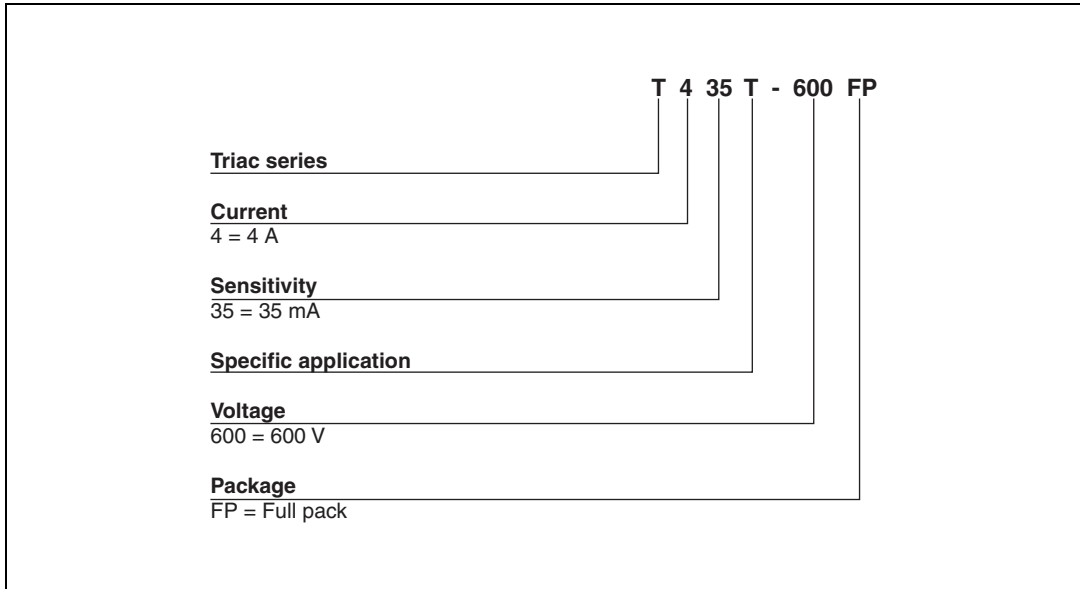 T 4 35 T - 600 FP
Triac series
Current
4 = 4 A
Sensitivity
35 = 35 mA
Specific application
Voltage
600 = 600 V
Package
FP = Full pack